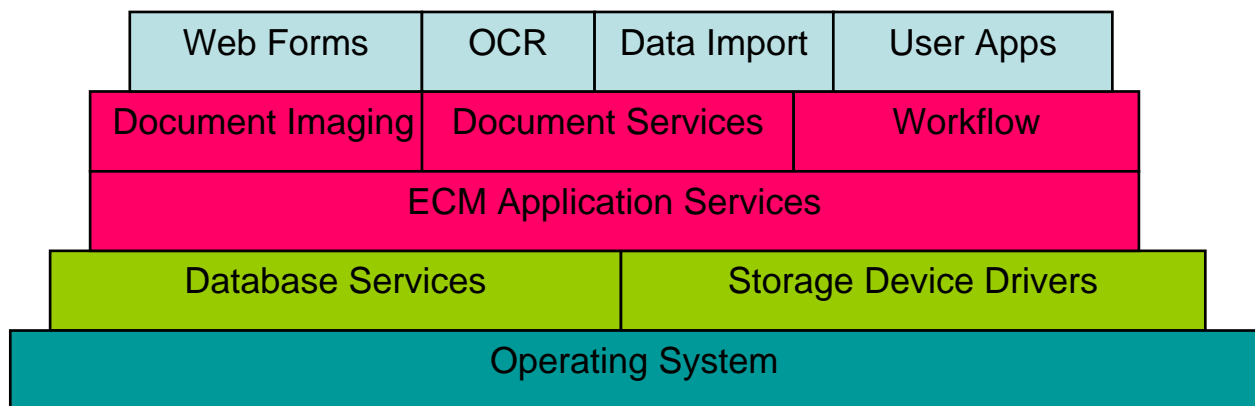 Web Forms OCR Data Import User Apps
Document Imaging Document Services Workflow
ECM Application Services
Database Services Storage Device Drivers
Operating System